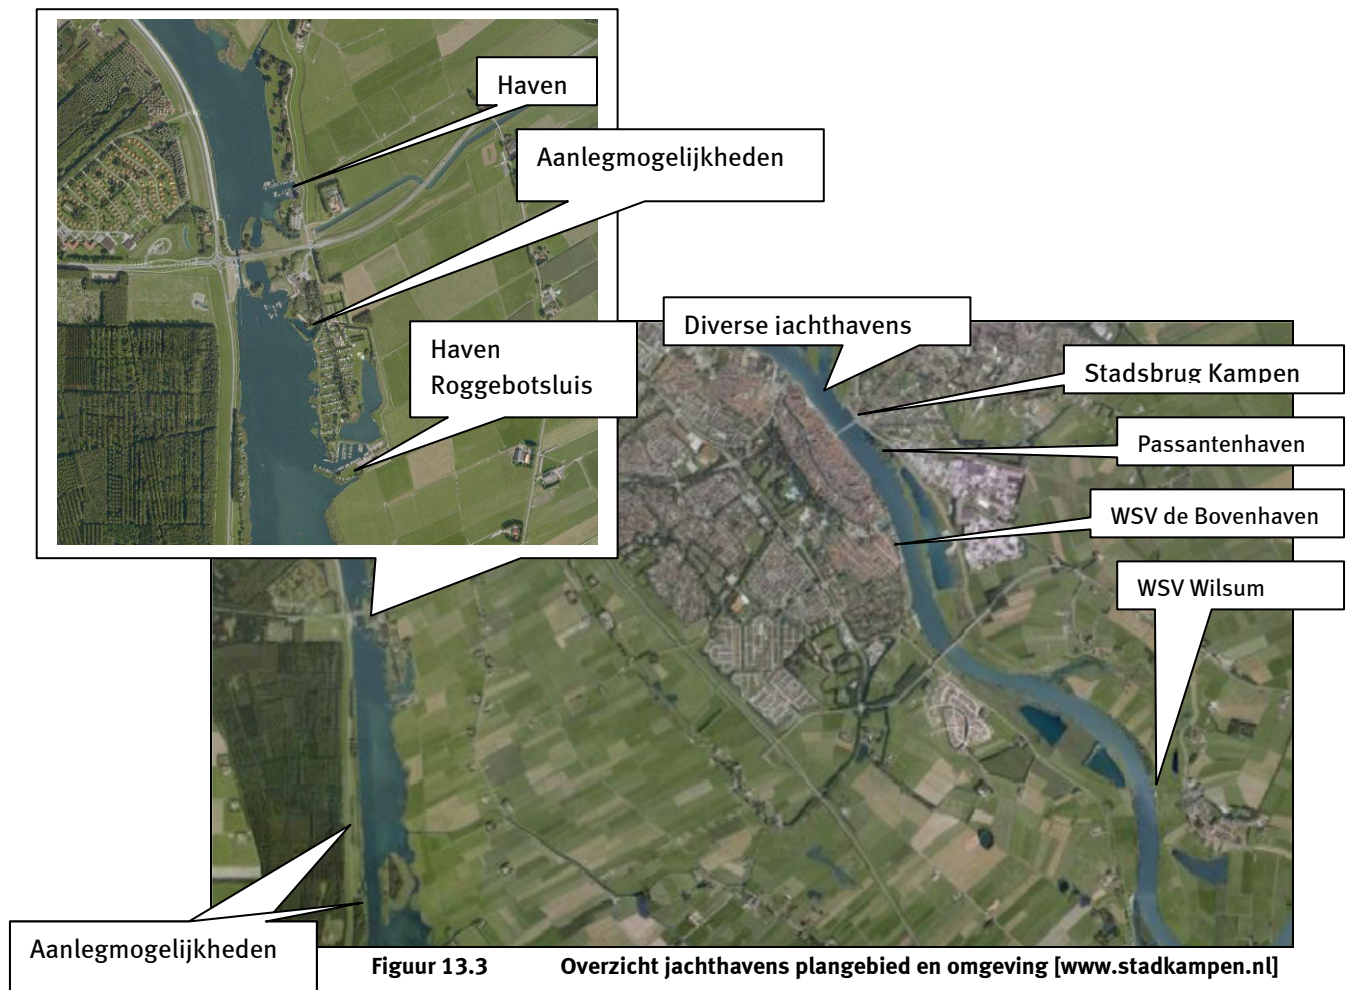 Haven
Aanlegmogelijkheden
Haven
Roggebotsluis
Diverse jachthavens
Stadsbrug Kampen
Passantenhaven
WSV de Bovenhaven
WSV Wilsum
Aanlegmogelijkheden
Figuur 13.3 Overzicht jachthavens plangebied en omgeving [www.stadkampen.nl]